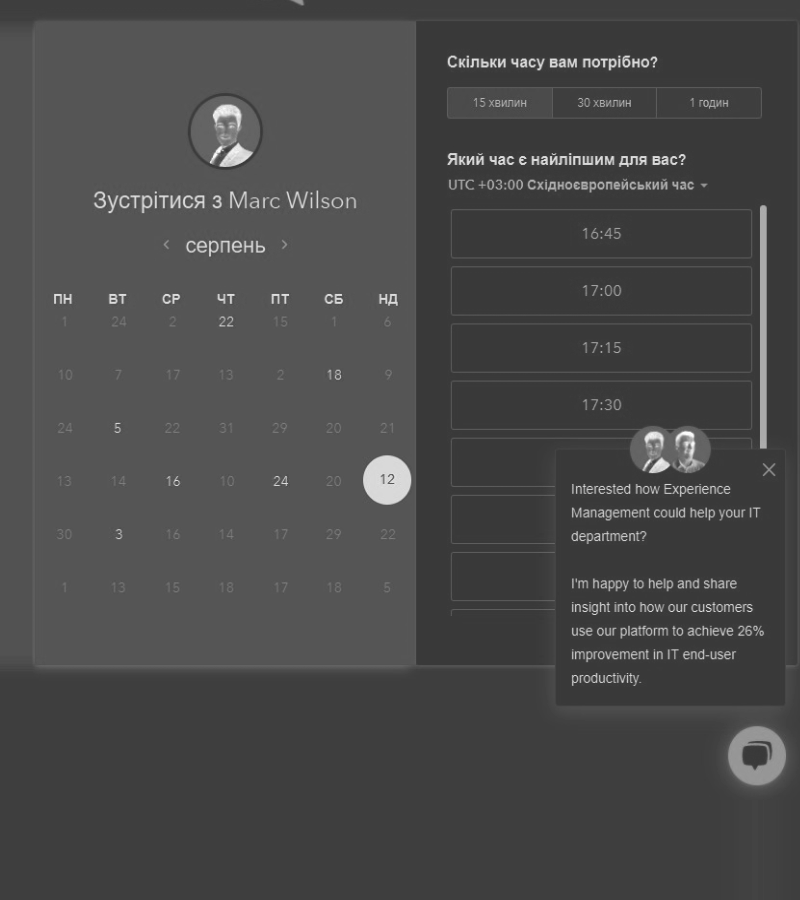 Зустрітися з Marc Wilson
серпень
ПН ВТ СР ЧТ ПТ СБ НД
1 24 2 22 15 1 6
10 7 17 13 2 18 9
24 5 22 31 29 20 21
13 14 16 10 24 20 12
30 3 16 14 17 29 22
1 13 15 18 17 18 5
Скільки часу вам потрібно?
15 хвилин 30 хвилин 1 годин
Який час є найліпшим для вас?
UTC +03:00 Східноєвропейський час
16:45
17:00
17:15
17:30
Interested how Experience
Management could help your IT
department?
I'm happy to help and share
insight into how our customers
use our platform to achieve 26%
improvement in IT end-user
productivity.